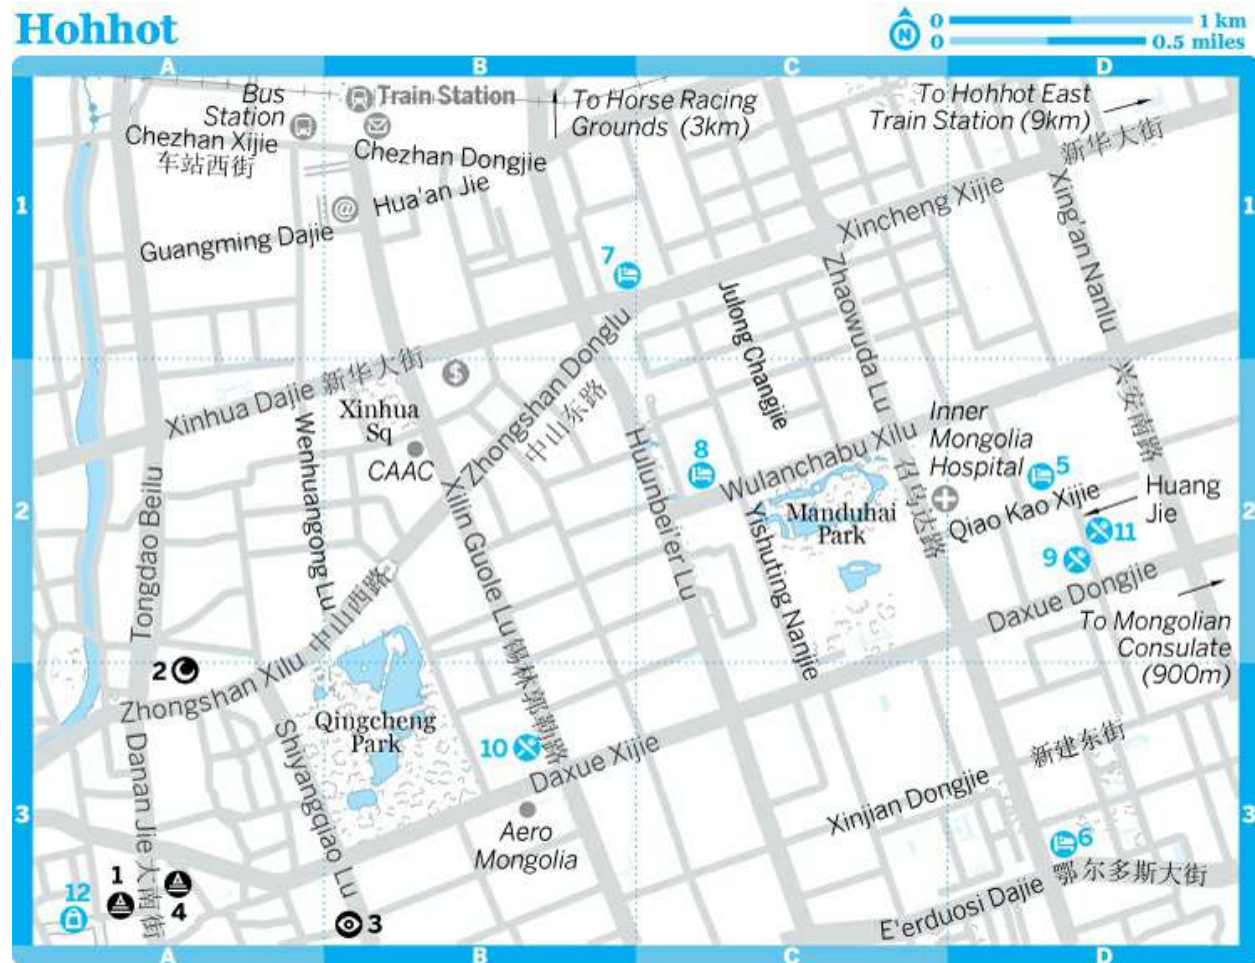 Hohhot
N
0
1 km
0
0.5 miles
A
B
C
D
Bus
Station
Train Station
Chezhan Xijie
车站西街
Chezhan Dongjie
To Horse Racing
Grounds (3km)
To Hohhot East
Train Station (9km)
新华大街
1
1
@
Hua'an Jie
Guangming Dajie
Xincheng Xijie
Xing'an Nanlu
7
Julong Changjie
Zhaowuda Lu
Zhongshan Donglu
中山东路
Xinhua Dajie 新华大街
$
Xinhua
Sq
CAAC
Wenhuangong Lu
兴安南路
Inner
Mongolia
Hospital
5
8
Wulanchabu Xilu
Hulunbei'er Lu
昭乌达路
Huang
Jie
Qiao Kao Xijie
2
2
Manduhai
Park
11
9
Tongdao Beilu
Xilin Guole Lu 锡林郭勒路
Yishuting Nanjie
Daxue Dongjie
To Mongolian
Consulate
(900m)
2
Zhongshan Xilu 中山西路
Qingcheng
Park
10
Daxue Xijie
新建东街
Danan Jie 大南街
Shiyangqiao Lu
Xinjian Dongjie
3
3
Aero
Mongolia
6
1
4
12
3
E'erduosi Dajie 鄂尔多斯大街
A
B
C
D